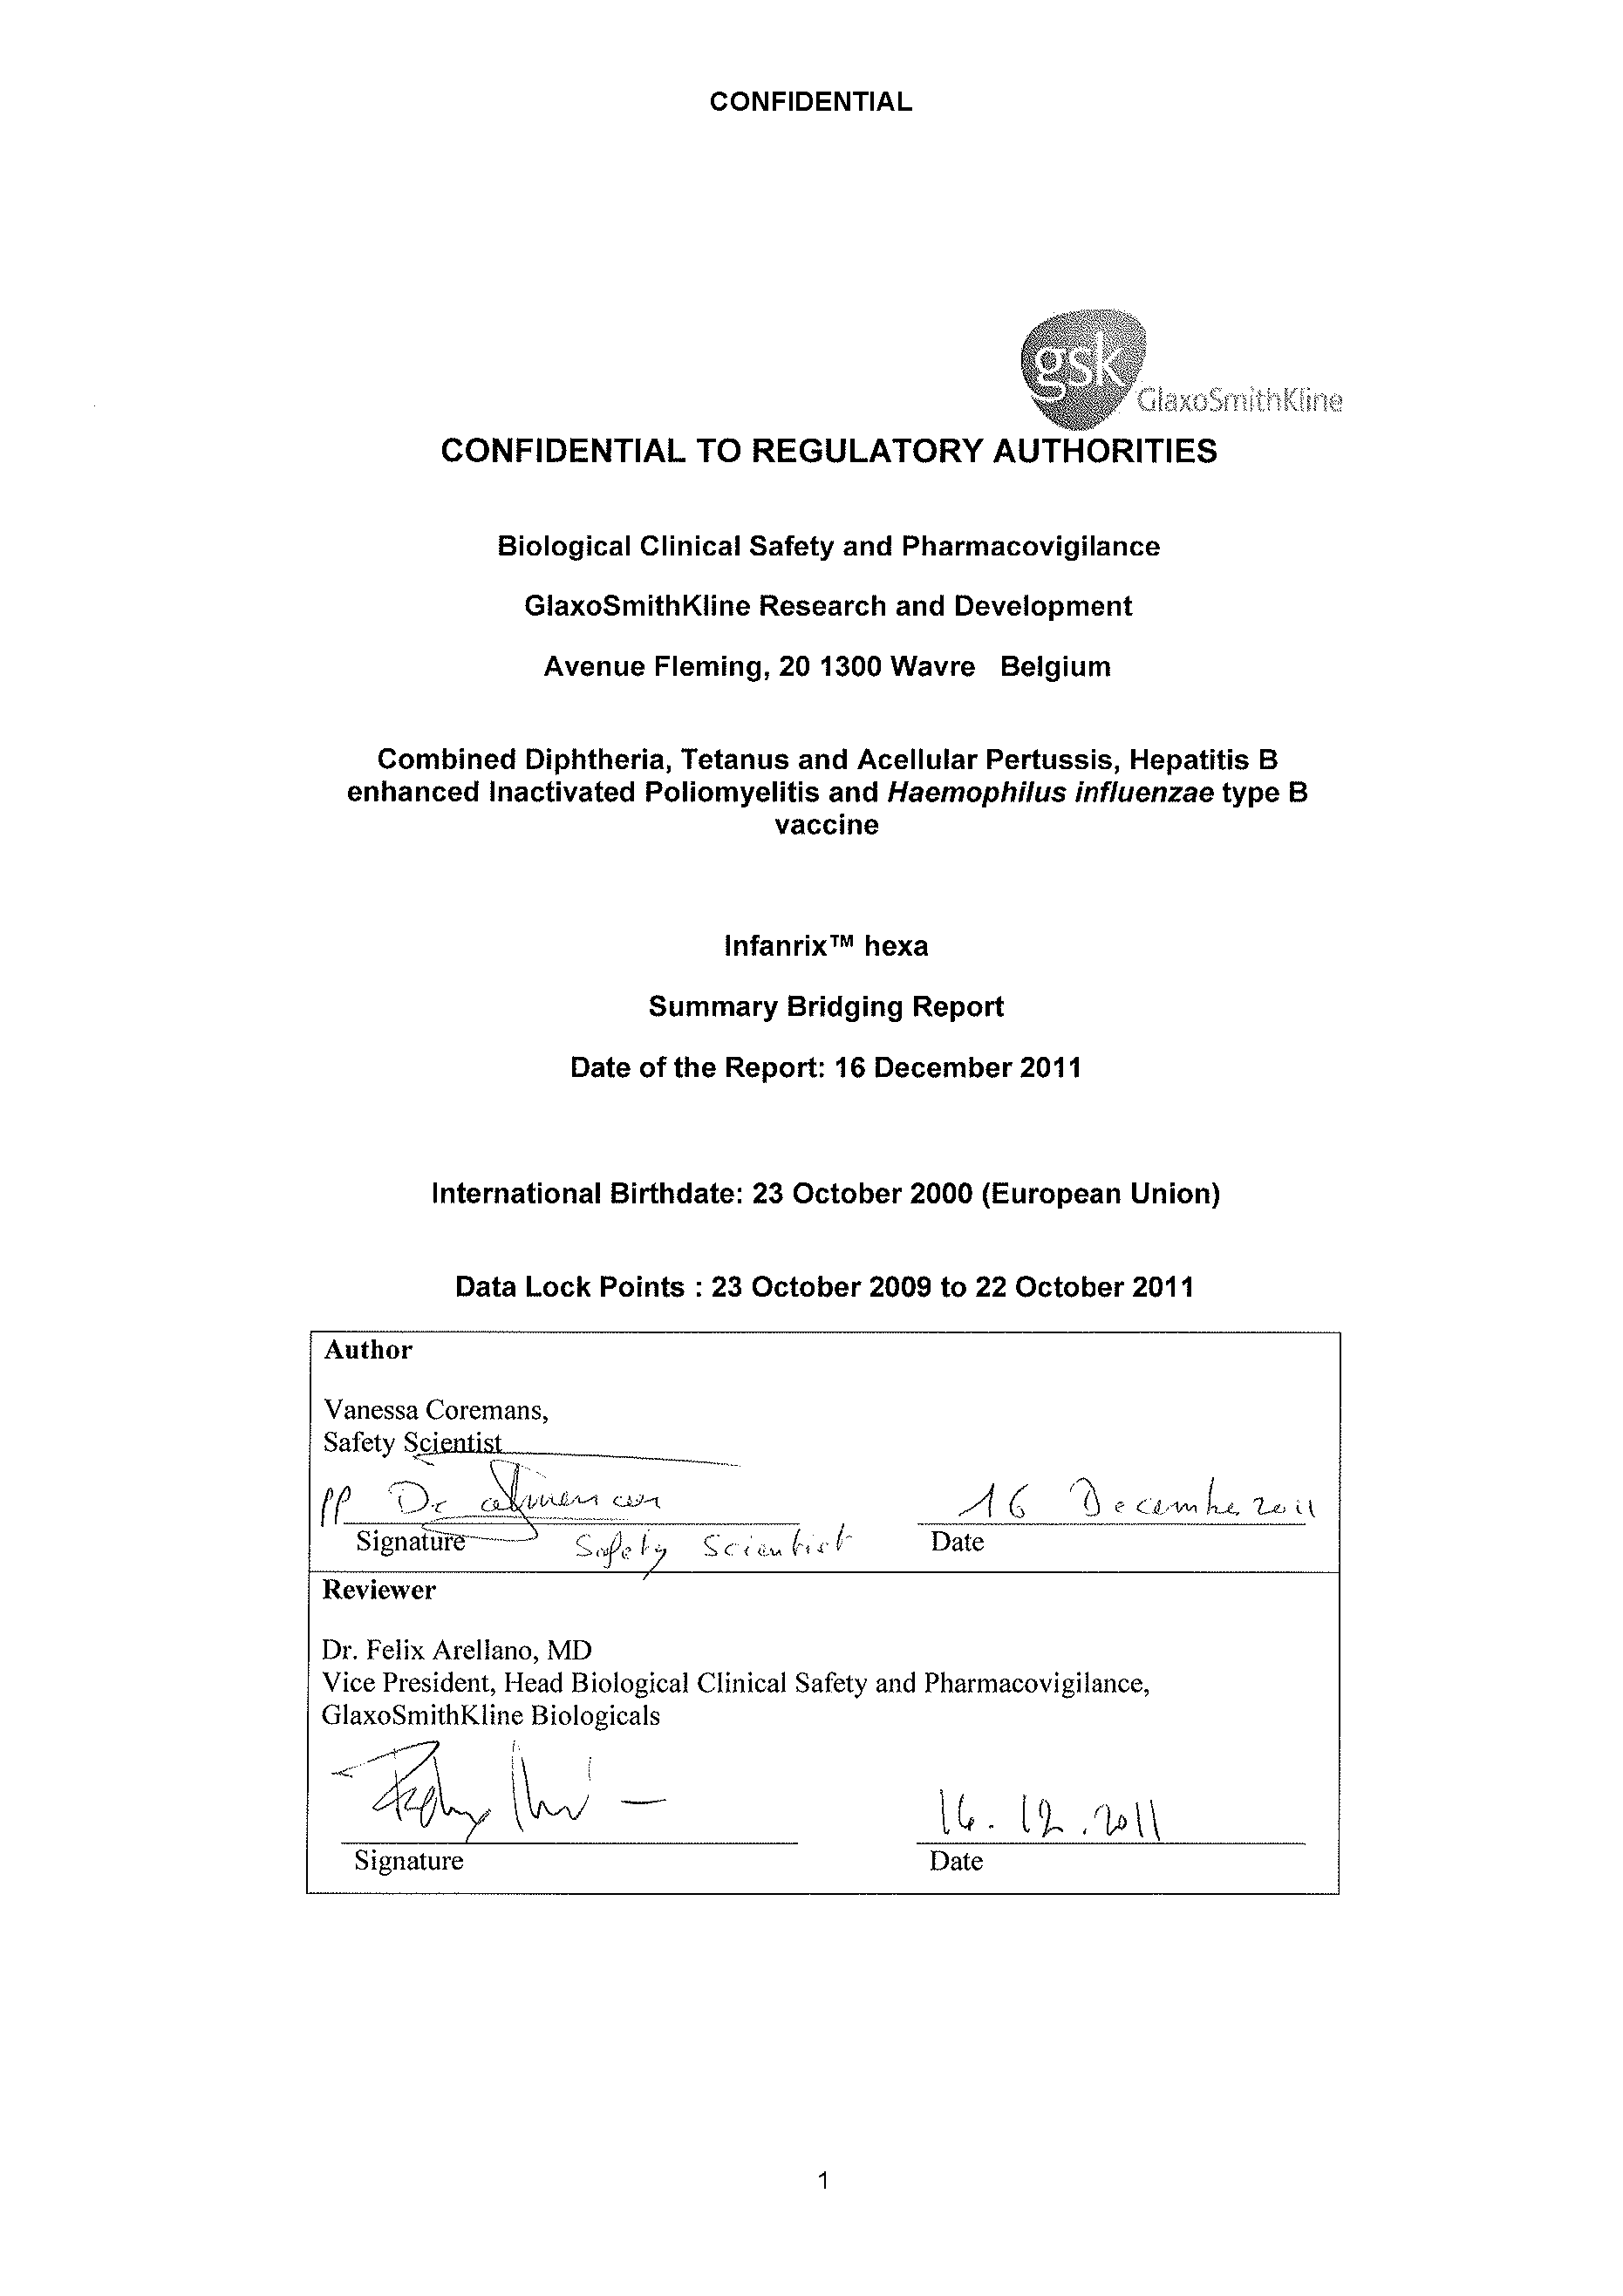 CONFIDENTIAL
gsk
GlaxoSmithKline
CONFIDENTIAL TO REGULATORY AUTHORITIES
Biological Clinical Safety and Pharmacovigilance
GlaxoSmithKline Research and Development
Avenue Fleming, 20 1300 Wavre Belgium
Combined Diphtheria, Tetanus and Acellular Pertussis, Hepatitis B
enhanced Inactivated Poliomyelitis and Haemophilus influenzae type B
vaccine
Infanrix™ hexa
Summary Bridging Report
Date of the Report: 16 December 2011
International Birthdate: 23 October 2000 (European Union)
Data Lock Points : 23 October 2009 to 22 October 2011
Author
Vanessa Coremans,
Safety Scientist
pp Dr 16 December 2011
Signature Safety Scientist Date
Reviewer
Dr. Felix Arellano, MD
Vice President, Head Biological Clinical Safety and Pharmacovigilance,
GlaxoSmithKline Biologicals
16.12.2011
Signature Date
1